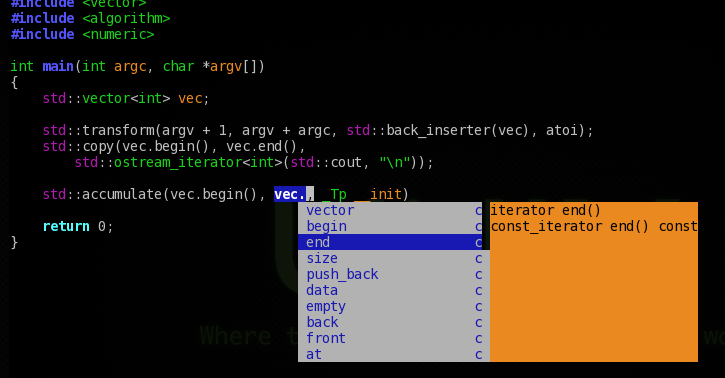 #include <vector>
#include <algorithm>
#include <numeric>
int main(int argc, char *argv[])
{
std::vector<int> vec;
std::transform(argv + 1, argv + argc, std::back_inserter(vec), atoi);
std::copy(vec.begin(), vec.end(),
std::ostream_iterator<int>(std::cout, "\n"));
std::accumulate(vec.begin(), vec., _Tp __init)
vector c iterator end()
return 0; begin c const_iterator end() const
} end c
size c
push_back c
data c
empty c
Where back c
front c
at c